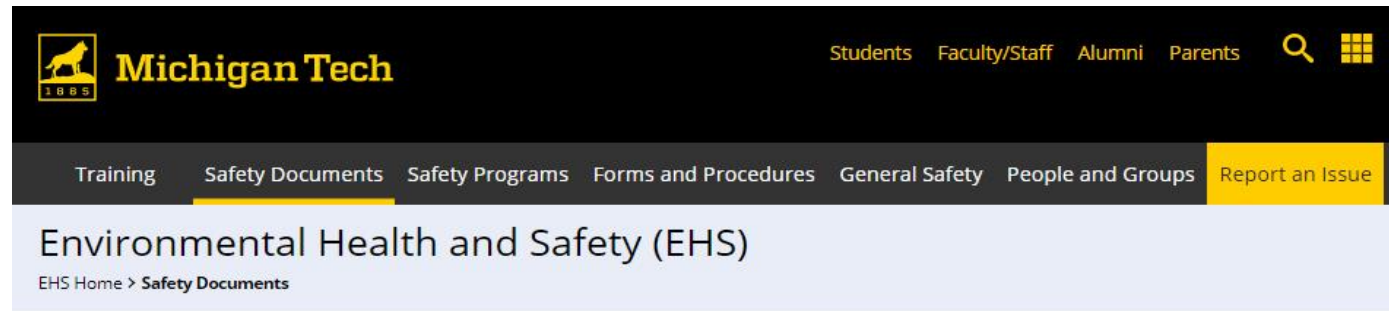 Students Faculty/Staff Alumni Parents
Michigan Tech
1885
Training Safety Documents Safety Programs Forms and Procedures General Safety People and Groups Report an Issue
Environmental Health and Safety (EHS)
EHS Home > Safety Documents